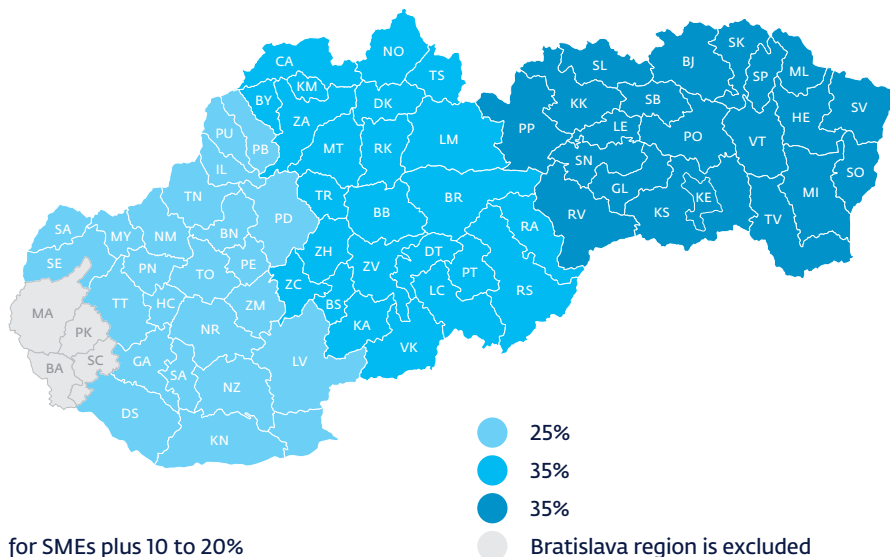 NO
CA
TS
KM
BY
DK
ZA
PU
PB
MT
RK
LM
IL
TN
TR
BR
PD
BB
SA
MY
NM
BN
RA
SE
PN
TO
PE
ZH
ZV
DT
PT
ZC
LC
RS
TT
HC
ZM
BS
MA
PK
NR
KA
VK
BA
SC
GA
SA
LV
NZ
DS
KN
SK
SL
BJ
SP
ML
PP
KK
SB
HE
SV
LE
PO
VT
SN
SO
GL
KE
MI
RV
KS
TV
25%
35%
35%
for SMEs plus 10 to 20%
Bratislava region is excluded